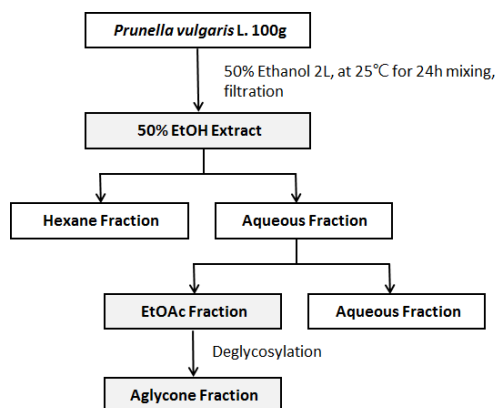 Prunella vulgaris L. 100g
50% Ethanol 2L, at 25℃ for 24h mixing,
filtration
50% EtOH Extract
Hexane Fraction
Aqueous Fraction
EtOAc Fraction
Aqueous Fraction
Deglycosylation
Aglycone Fraction